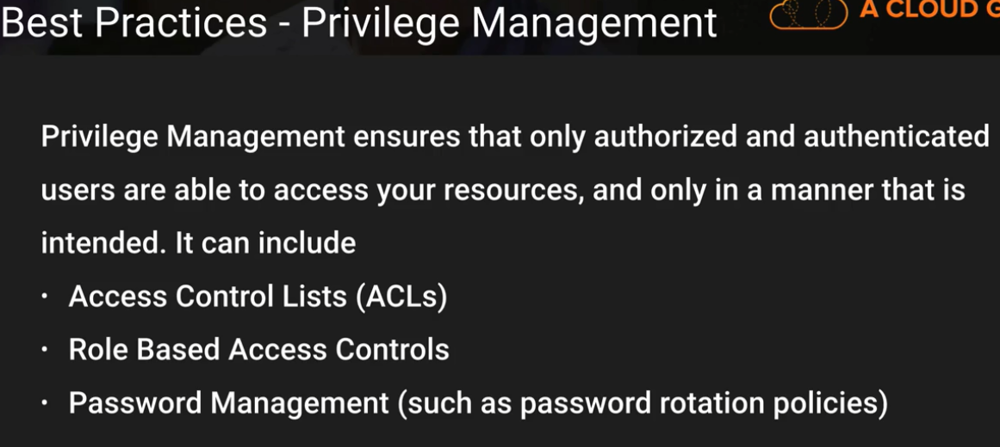 Best Practices - Privilege Management
A CLOUD G
Privilege Management ensures that only authorized and authenticated
users are able to access your resources, and only in a manner that is
intended. It can include
• Access Control Lists (ACLs)
• Role Based Access Controls
• Password Management (such as password rotation policies)